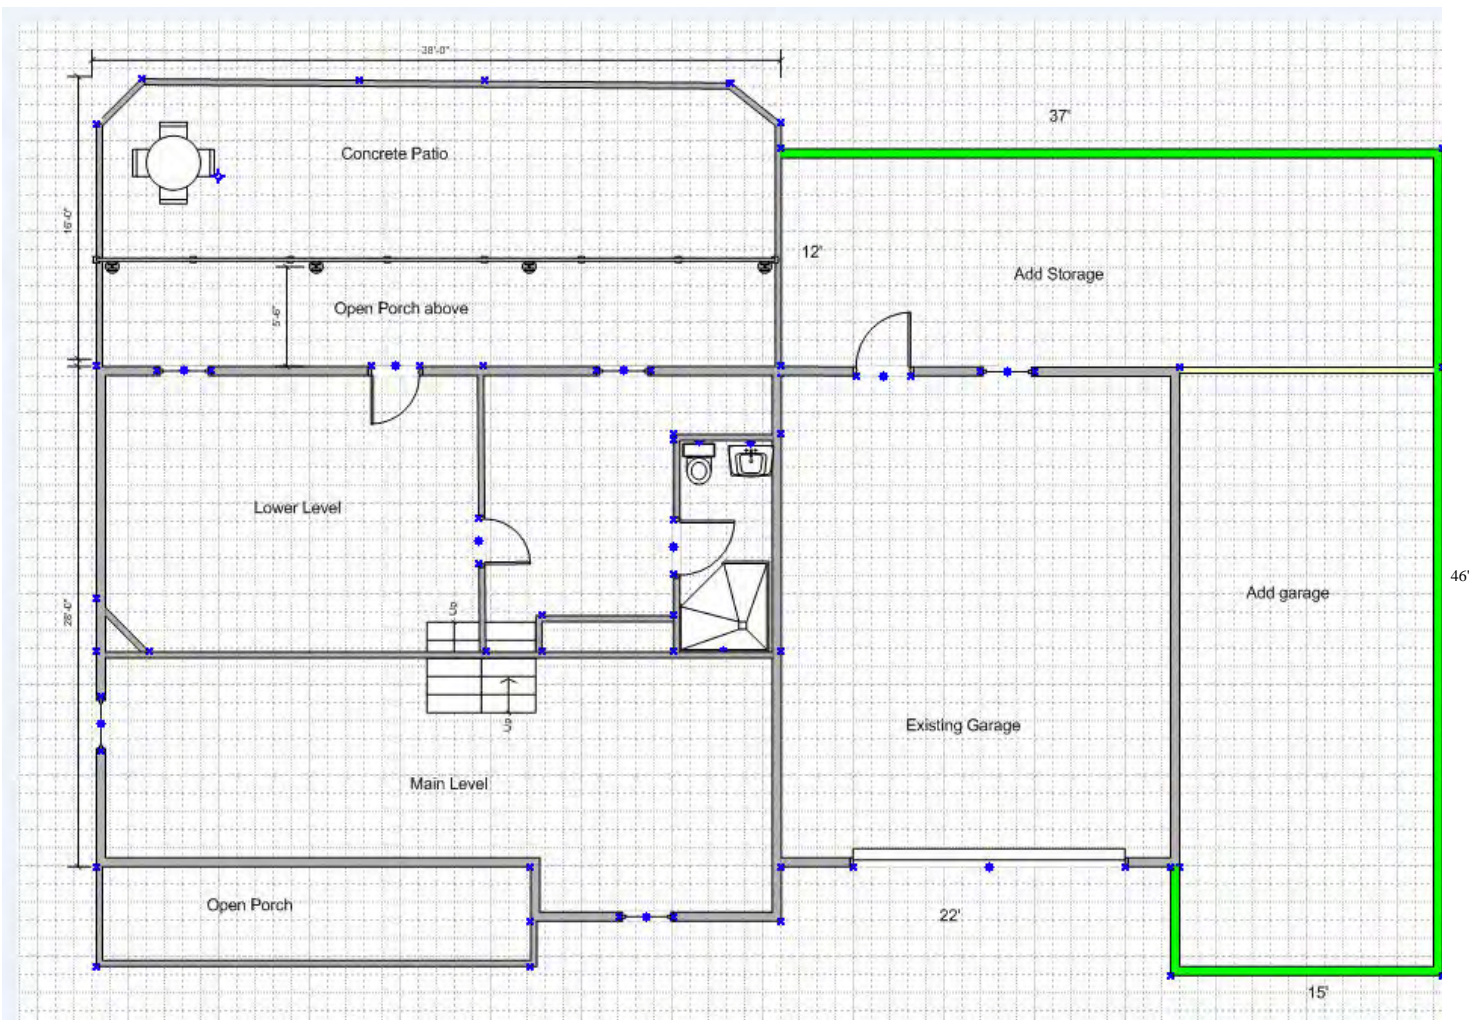 38'-0"
37'
Concrete Patio
16'-0"
12'
Add Storage
Open Porch above
5'-6"
Lower Level
46'
Add garage
Up
28'-0"
Existing Garage
Up
Main Level
Open Porch
22'
15'